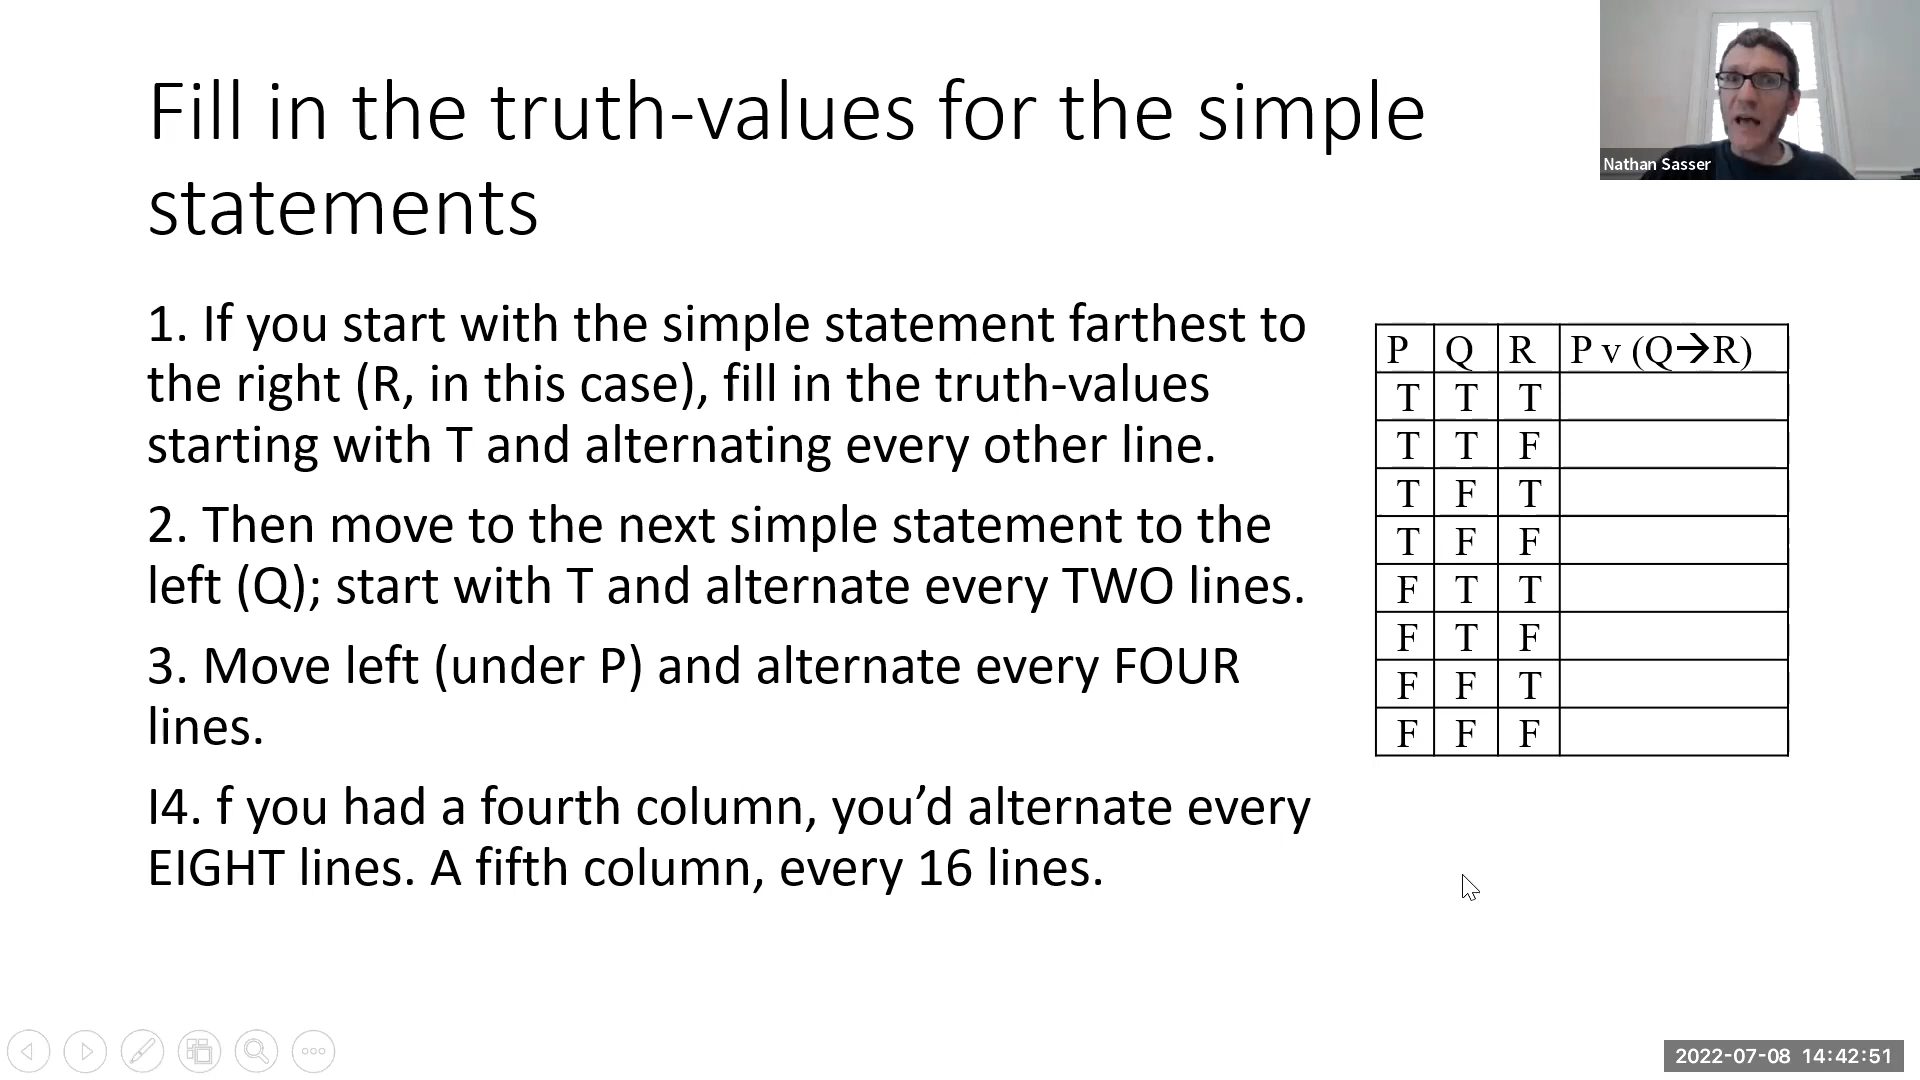 Fill in the truth-values for the simple
statements
Nathan Sasser
1. If you start with the simple statement farthest to
the right (R, in this case), fill in the truth-values
starting with T and alternating every other line.
2. Then move to the next simple statement to the
left (Q); start with T and alternate every TWO lines.
3. Move left (under P) and alternate every FOUR
lines.
I4. f you had a fourth column, you’d alternate every
EIGHT lines. A fifth column, every 16 lines.
P Q R P v (Q→R)
T T T
T T F
T F T
T F F
F T T
F T F
F F T
F F F
2022-07-08 14:42:51